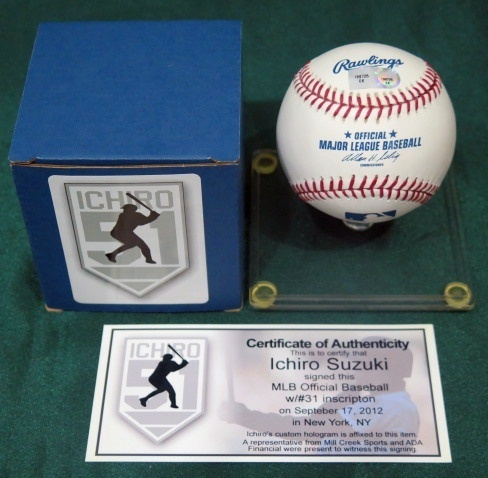 Rawlings
OFFICIAL
MAJOR LEAGUE BASEBALL
COMMISSIONER
ICHIRO
51
ICHIRO
51
Certificate of Authenticity
This is to certify that
Ichiro Suzuki
signed this
MLB Official Baseball
w/#31 inscripton
on Septeber 17, 2012
in New York, NY
Ichiro's custom hologram is affixed to this item.
A representative from Mill Creek Sports and ADA
Financial were present to witness this signing.